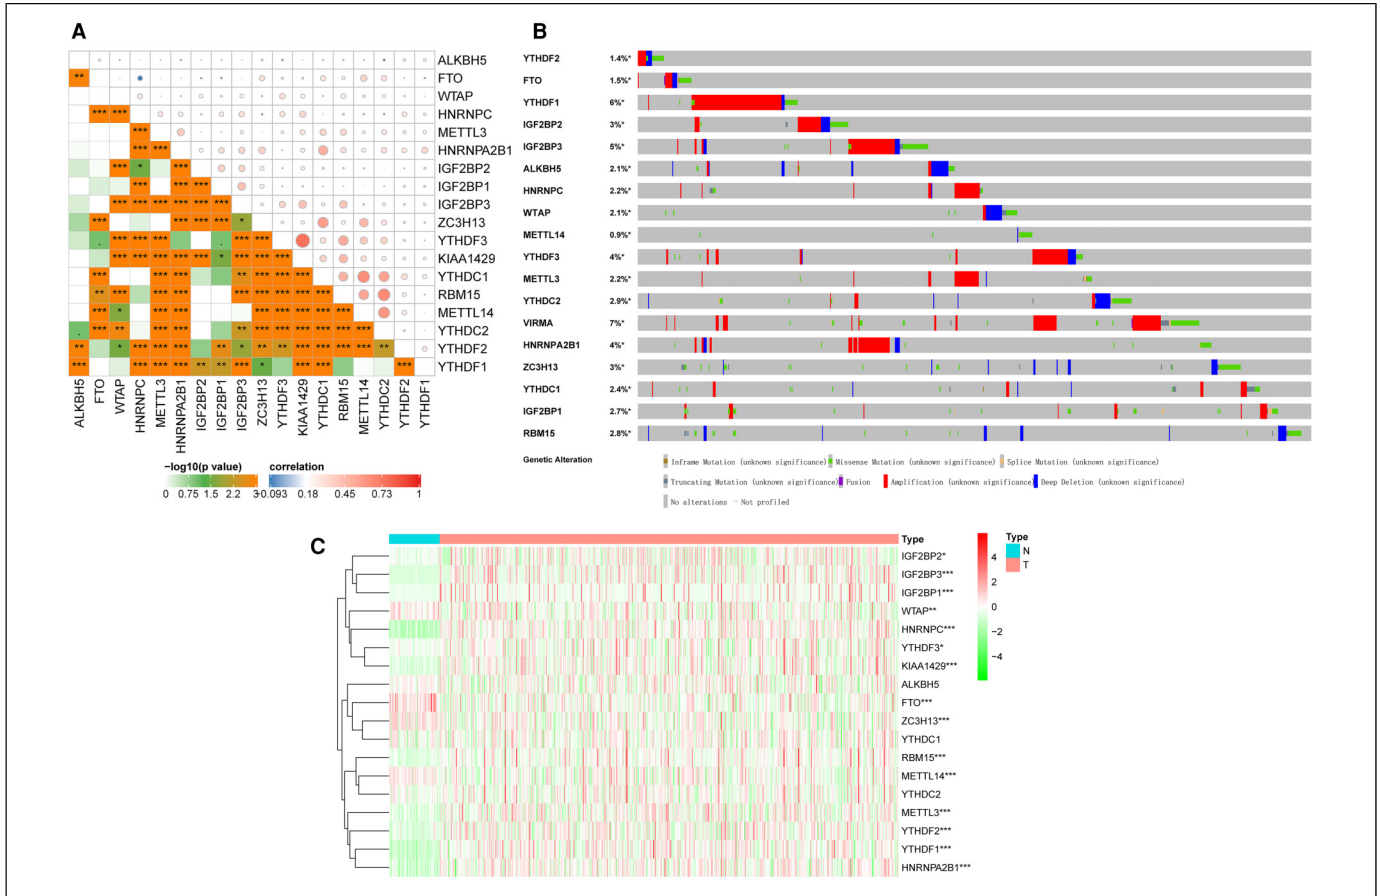 A
ALKBH5
FTO
WTAP
HNRNPC
METTL3
HNRNPA2B1
IGF2BP2
IGF2BP1
IGF2BP3
ZC3H13
YTHDF3
KIAA1429
YTHDC1
RBM15
METTL14
YTHDC2
YTHDF2
YTHDF1
ALKBH5
FTO
WTAP
HNRNPC
METTL3
HNRNPA2B1
IGF2BP2
IGF2BP1
IGF2BP3
ZC3H13
YTHDF3
KIAA1429
YTHDC1
RBM15
METTL14
YTHDC2
YTHDF2
YTHDF1
−log10(p value) correlation
0 0.75 1.5 2.2 3-0.093 0.18 0.45 0.73 1
B
YTHDF2 1.4%*
FTO 1.5%*
YTHDF1 6%*
IGF2BP2 3%*
IGF2BP3 5%*
ALKBH5 2.1%*
HNRNPC 2.2%*
WTAP 2.1%*
METTL14 0.9%*
YTHDF3 4%*
METTL3 2.2%*
YTHDC2 2.9%*
VIRMA 7%*
HNRNPA2B1 4%*
ZC3H13 3%*
YTHDC1 2.4%*
IGF2BP1 2.7%*
RBM15 2.8%*
Genetic Alteration Inframe Mutation (unknown significance) Missense Mutation (unknown significance) Splice Mutation (unknown significance)
Truncating Mutation (unknown significance) Fusion Amplification (unknown significance) Deep Deletion (unknown significance)
No alterations − Not profiled
C
Type
IGF2BP2*
IGF2BP3***
IGF2BP1***
WTAP**
HNRNPC***
YTHDF3*
KIAA1429***
ALKBH5
FTO***
ZC3H13***
YTHDC1
RBM15***
METTL14***
YTHDC2
METTL3***
YTHDF2***
YTHDF1***
HNRNPA2B1***
4
2
0
−2
−4
Type
N
T